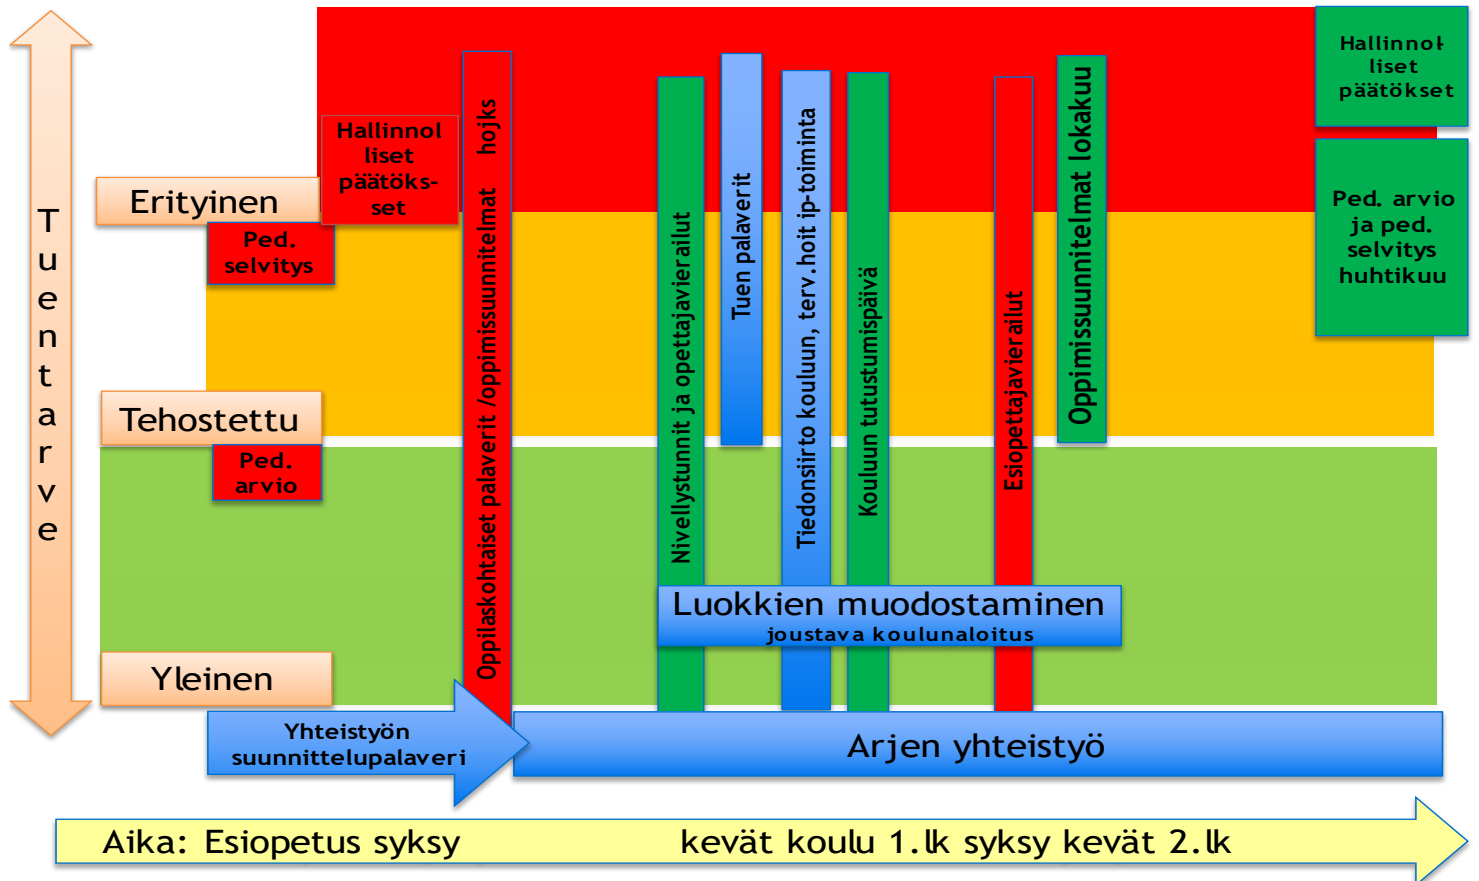 Tuentarve
Erityinen
Ped.
selvitys
Hallinnol
liset
päätöks-
set
Tehostettu
Ped.
arvio
Yleinen
Oppilaskohtaiset palaverit /oppimissuunnitelmat hojks
Nivellystunnit ja opettajavierailut
Tuen palaverit
Tiedonsiirto kouluun, terv.hoit ip-toiminta
Kouluun tutustumispäivä
Esiopettajavierailut
Oppimissuunnitelmat lokakuu
Hallinnol-
liset
päätökset
Ped. arvio
ja ped.
selvitys
huhtikuu
Luokkien muodostaminen
joustava koulunaloitus
Yhteistyön
suunnittelupalaveri
Arjen yhteistyö
Aika: Esiopetus syksy kevät koulu 1.lk syksy kevät 2.lk